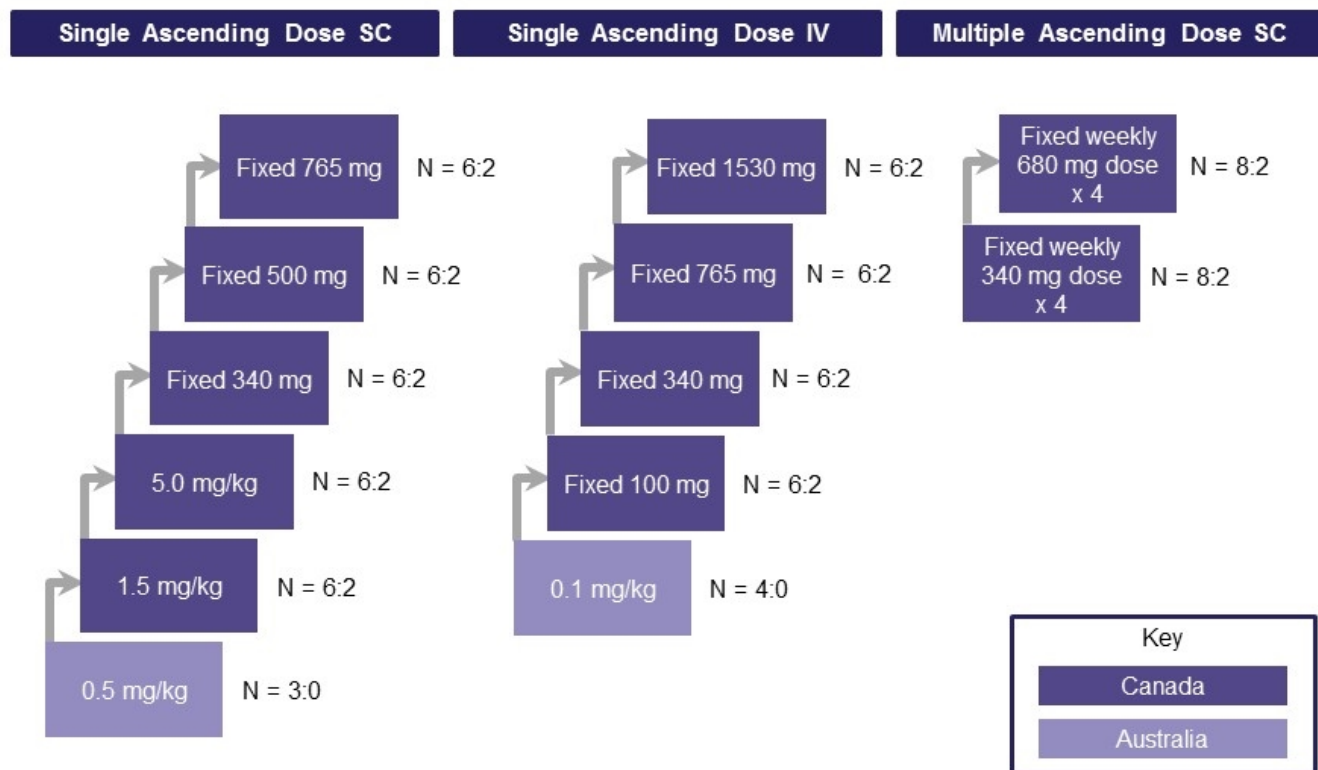 Single Ascending Dose SC
Single Ascending Dose IV
Multiple Ascending Dose SC
Fixed 765 mg
N = 6:2
Fixed 500 mg
N = 6:2
Fixed 340 mg
N = 6:2
5.0 mg/kg
N = 6:2
1.5 mg/kg
N = 6:2
0.5 mg/kg
N = 3:0
Fixed 1530 mg
N = 6:2
Fixed 765 mg
N = 6:2
Fixed 340 mg
N = 6:2
Fixed 100 mg
N = 6:2
0.1 mg/kg
N = 4:0
Fixed weekly
680 mg dose
x 4
N = 8:2
Fixed weekly
340 mg dose
x 4
N = 8:2
Key
Canada
Australia